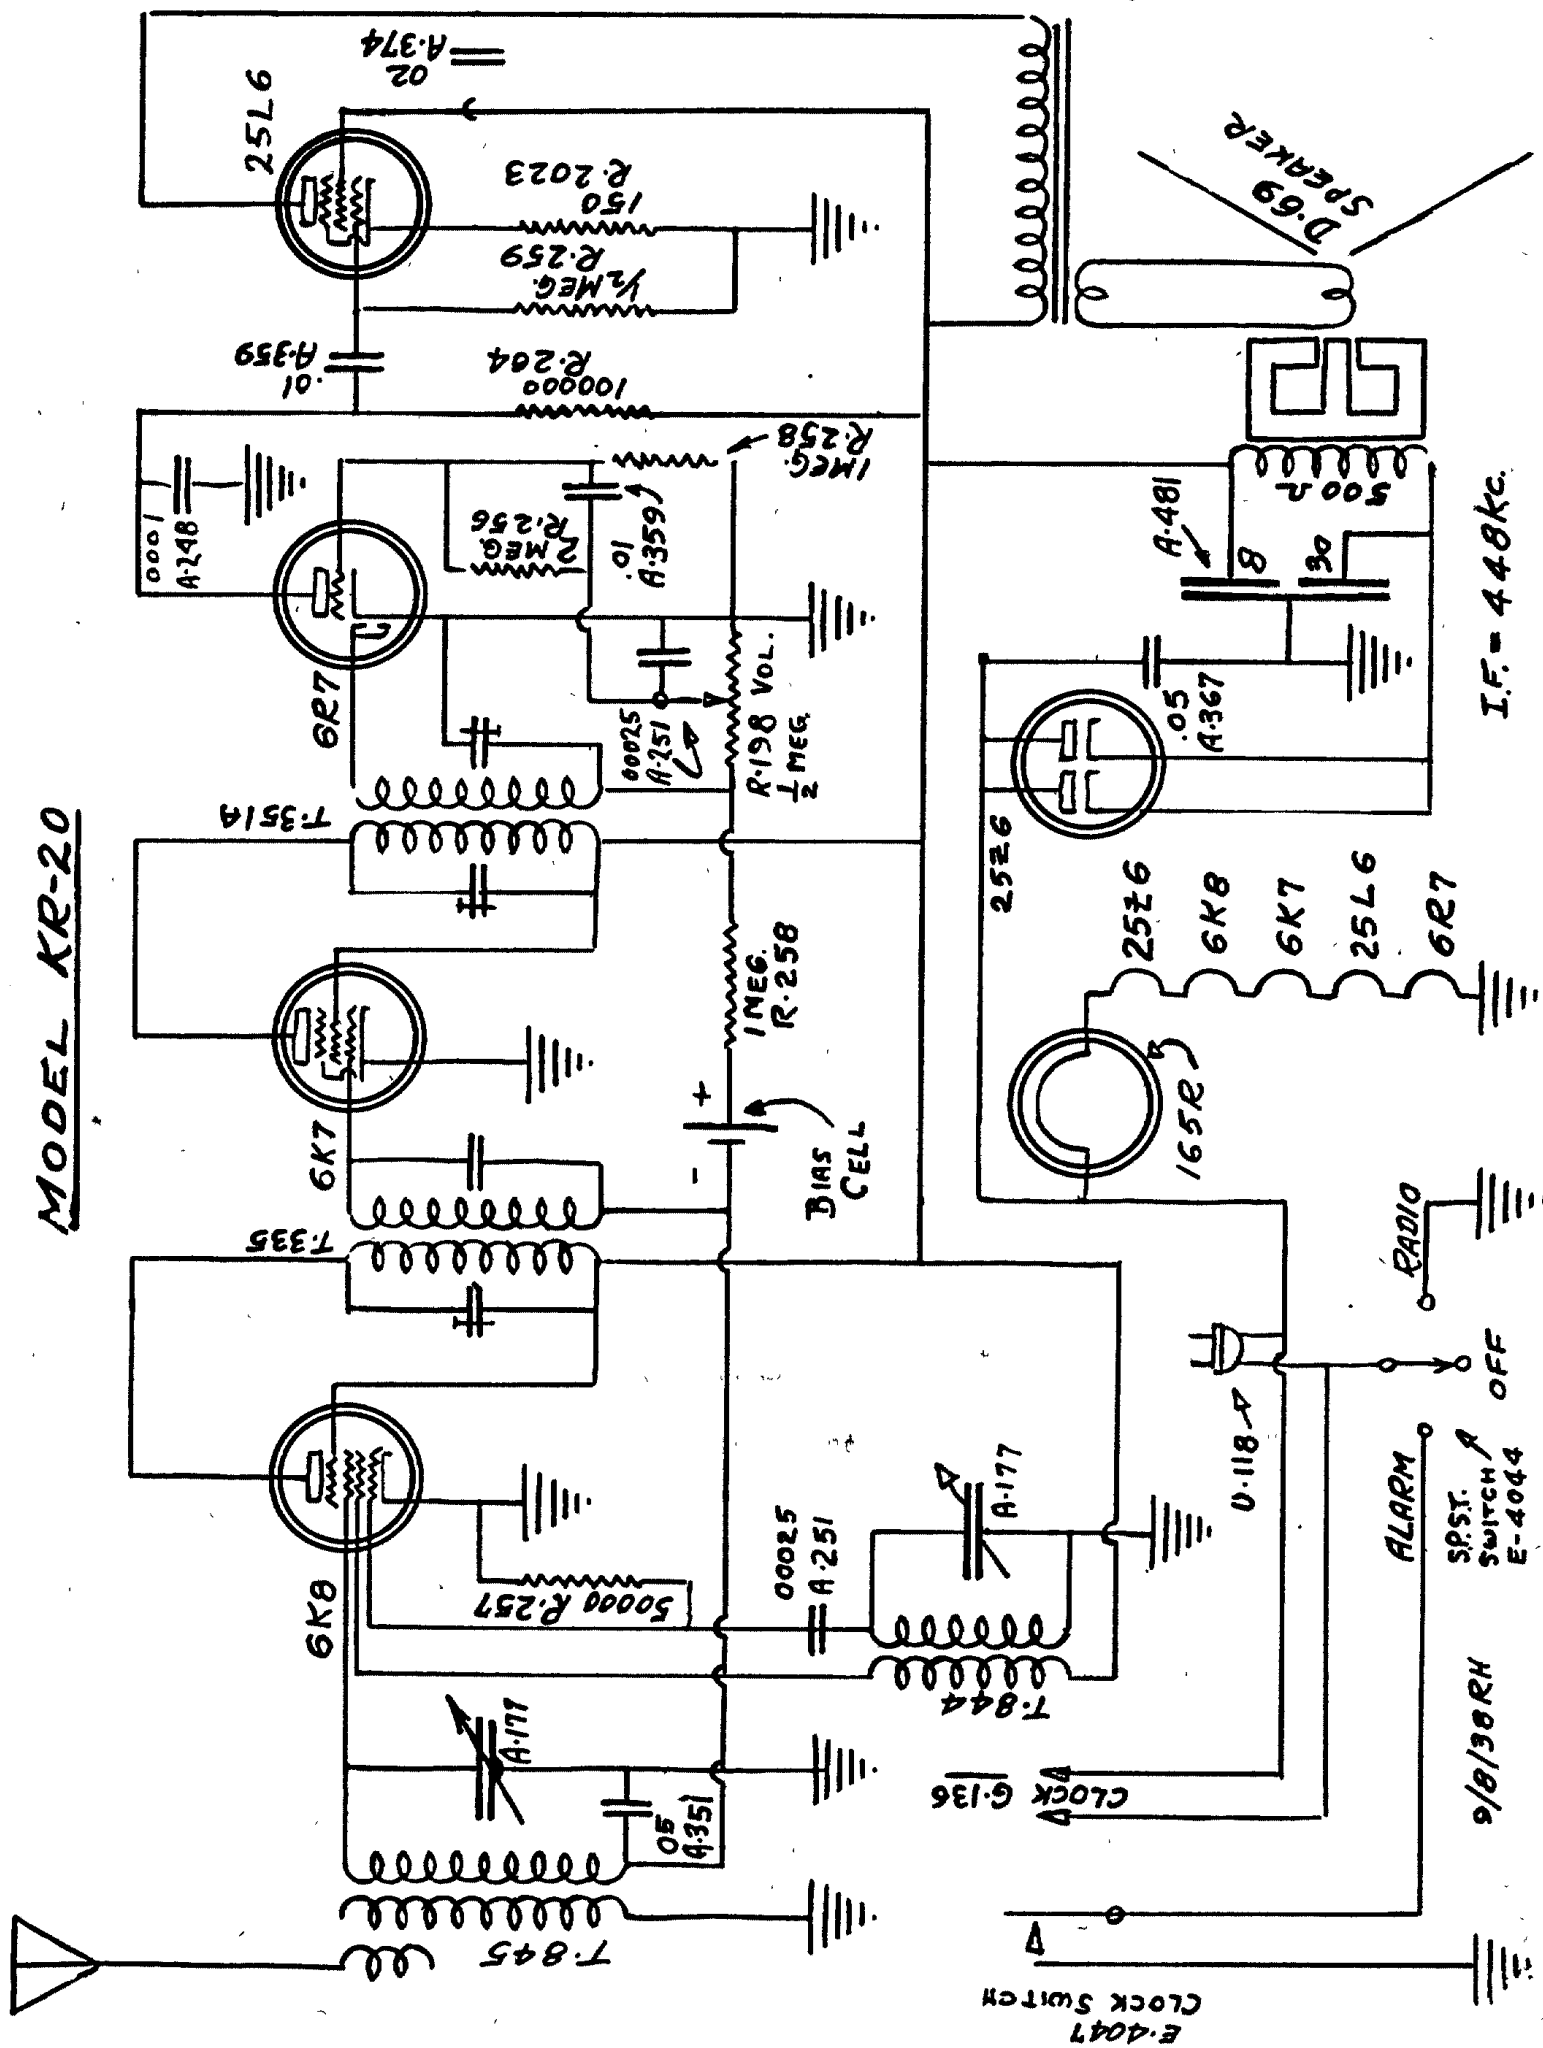 MODEL KR-20
6K8
T-335
6K7
T-351A
6R7
0001
A-248
.01
A-359
25L6
02
A-374
T-845
A-177
05
A-351
50000 R-257
00025
A-251
T-844
A-177
-
+
BIAS
CELL
1 MEG.
R-258
00025
A-251
R-198 VOL.
1/2 MEG.
2
MEG.
R-256
.01
A-359
1 MEG.
R-258
100000
R-204
1/2 MEG.
R-259
150
R-2023
E-4047
CLOCK SWITCH
CLOCK G-136
U-118
ALARM
OFF
RADIO
S.P.S.T.
SWITCH
E-4044
9/8/38RH
165R
25Z6
6K8
6K7
25L6
6R7
25Z6
.05
A-367
A-481
8
30
500Ω
D-69
SPEAKER
I.F. = 448KC.